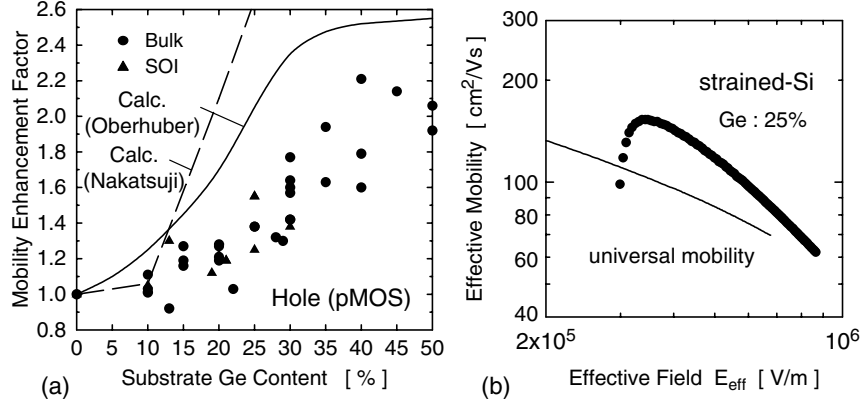 2.6
2.4
2.2
2.0
1.8
1.6
1.4
1.2
1.0
0.8
Mobility Enhancement Factor
Bulk
SOI
Calc.
(Oberhuber)
Calc.
(Nakatsuji)
Hole (pMOS)
0 5 10 15 20 25 30 35 40 45 50
(a) Substrate Ge Content [ % ]
300
200
100
80
60
40
Effective Mobility [ cm²/Vs ]
strained-Si
Ge : 25%
universal mobility
2x10⁵ 10⁶
(b) Effective Field E_eff [ V/m ]